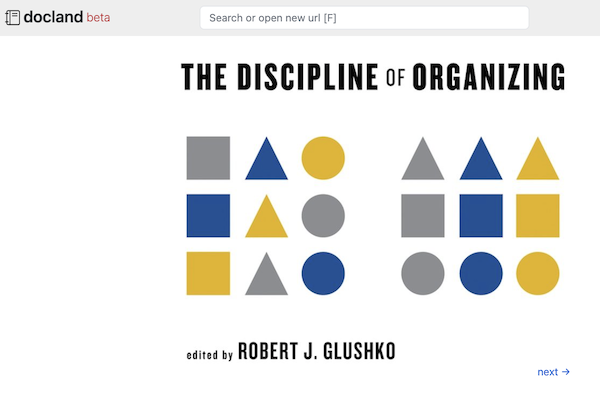 docland beta
Search or open new url [F]
THE DISCIPLINE OF ORGANIZING
edited by ROBERT J. GLUSHKO
next →